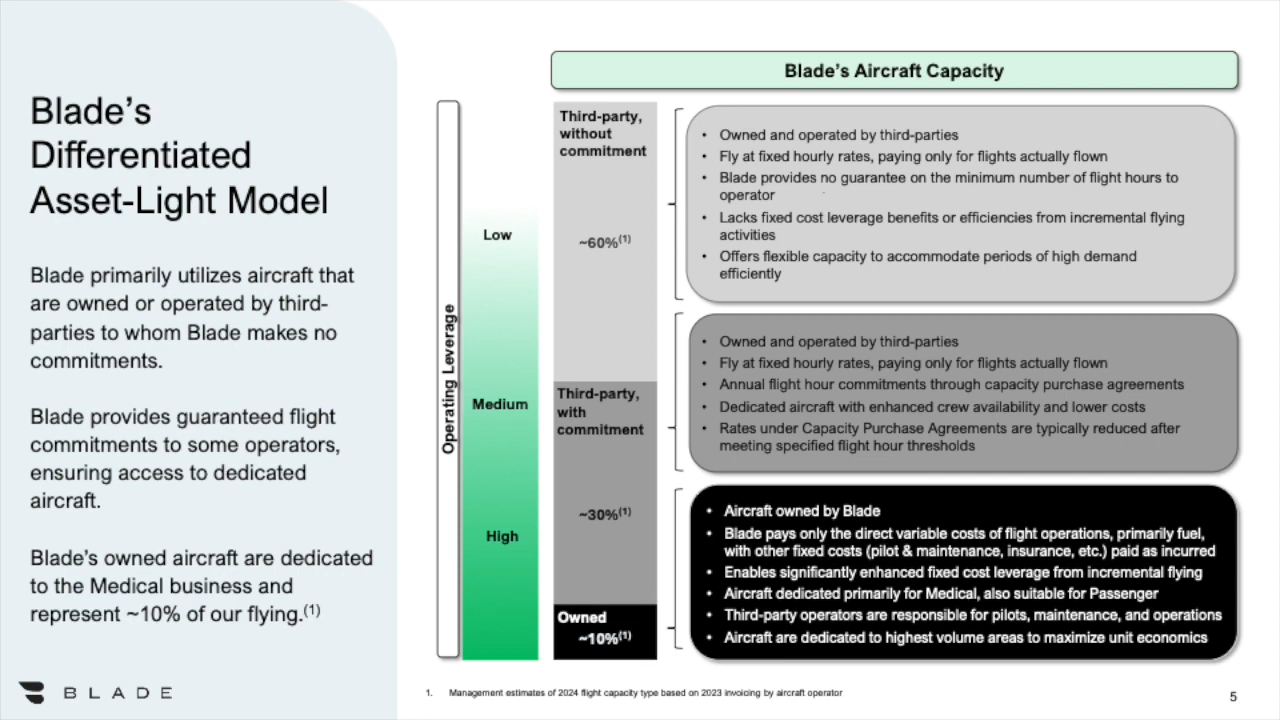 Blade’s
Differentiated
Asset-Light Model
Blade primarily utilizes aircraft that
are owned or operated by third-
parties to whom Blade makes no
commitments.
Blade provides guaranteed flight
commitments to some operators,
ensuring access to dedicated
aircraft.
Blade’s owned aircraft are dedicated
to the Medical business and
represent ~10% of our flying.(1)
BLADE
Blade’s Aircraft Capacity
Operating Leverage
Low
Medium
High
Third-party,
without
commitment
~60%(1)
Third-party,
with
commitment
~30%(1)
Owned
~10%(1)
• Owned and operated by third-parties
• Fly at fixed hourly rates, paying only for flights actually flown
• Blade provides no guarantee on the minimum number of flight hours to
operator
• Lacks fixed cost leverage benefits or efficiencies from incremental flying
activities
• Offers flexible capacity to accommodate periods of high demand
efficiently
• Owned and operated by third-parties
• Fly at fixed hourly rates, paying only for flights actually flown
• Annual flight hour commitments through capacity purchase agreements
• Dedicated aircraft with enhanced crew availability and lower costs
• Rates under Capacity Purchase Agreements are typically reduced after
meeting specified flight hour thresholds
• Aircraft owned by Blade
• Blade pays only the direct variable costs of flight operations, primarily fuel,
with other fixed costs (pilot & maintenance, insurance, etc.) paid as incurred
• Enables significantly enhanced fixed cost leverage from incremental flying
• Aircraft dedicated primarily for Medical, also suitable for Passenger
• Third-party operators are responsible for pilots, maintenance, and operations
• Aircraft are dedicated to highest volume areas to maximize unit economics
1. Management estimates of 2024 flight capacity type based on 2023 invoicing by aircraft operator
5